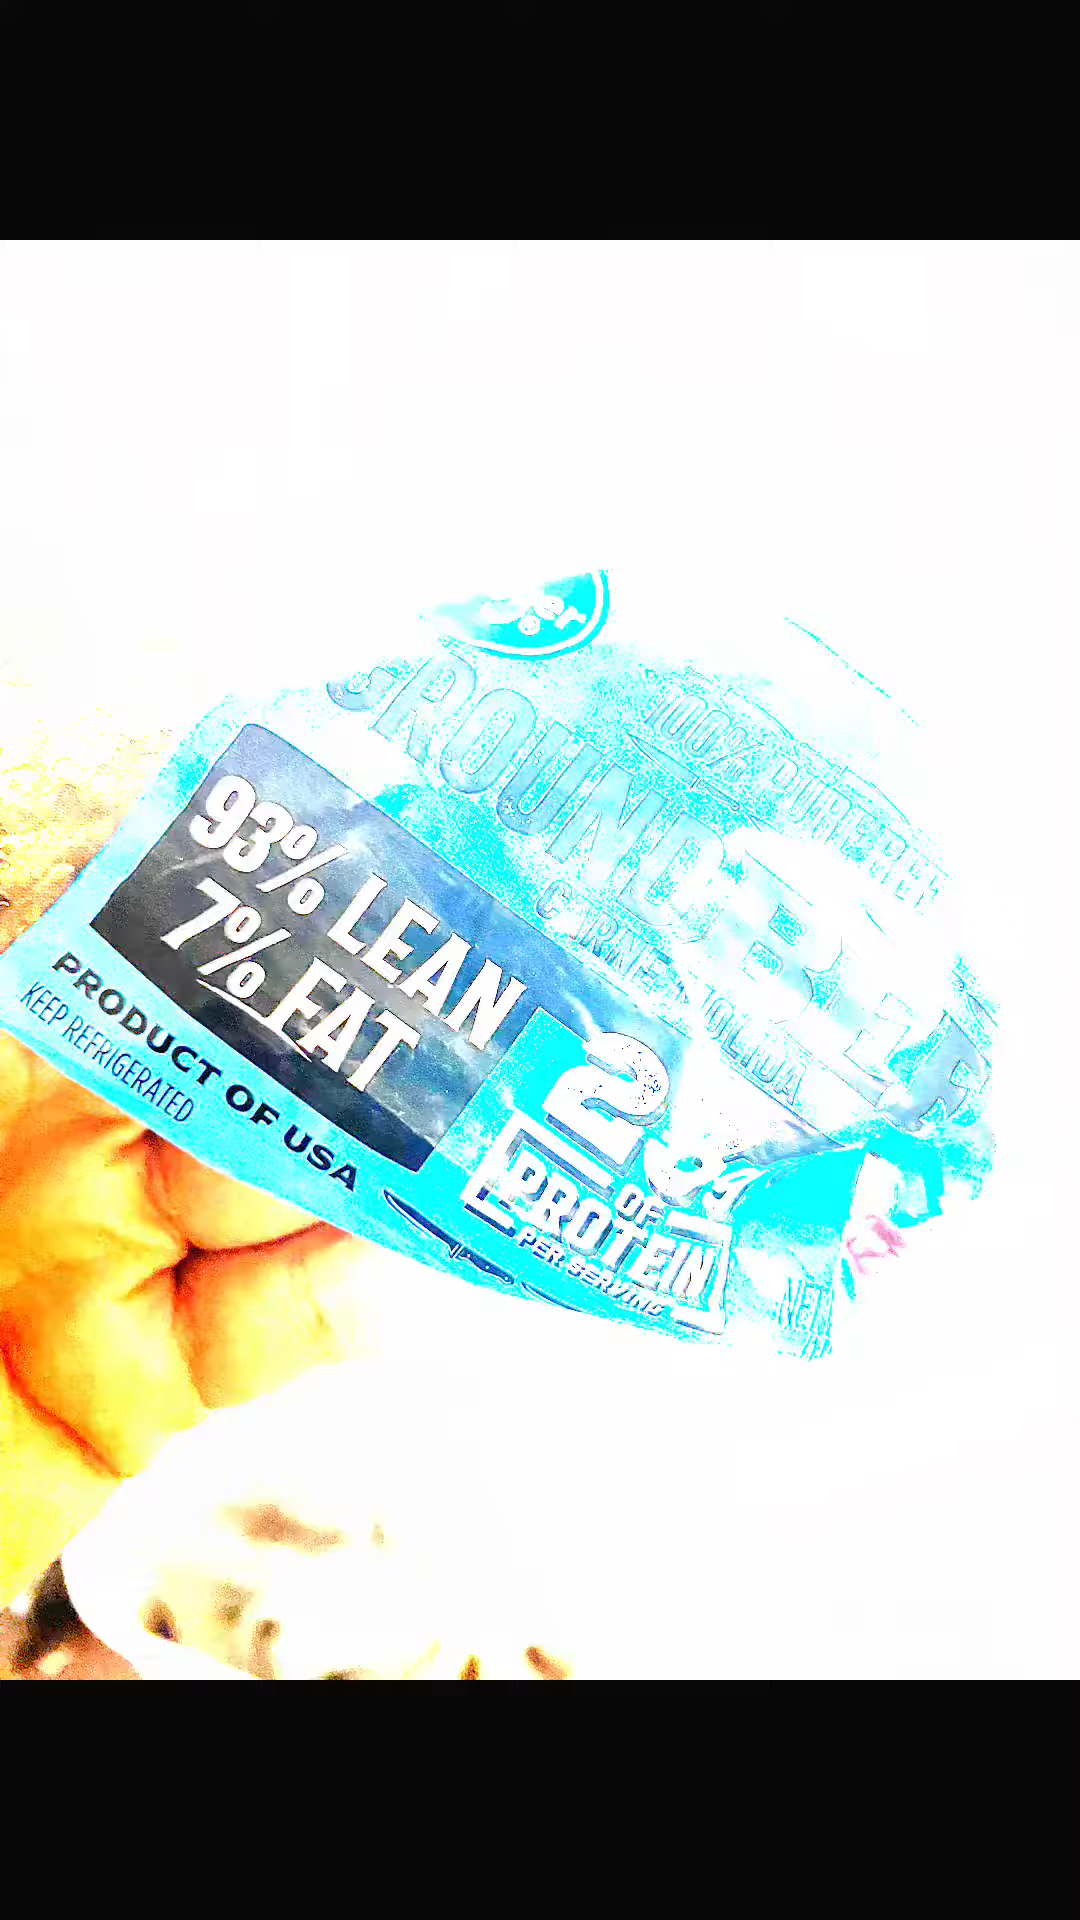 GROUND BEEF
100% PURE BEEF
CARNE MOLIDA
93% LEAN
7% FAT
PRODUCT OF USA
KEEP REFRIGERATED
OF
PROTEIN
PER SERVING